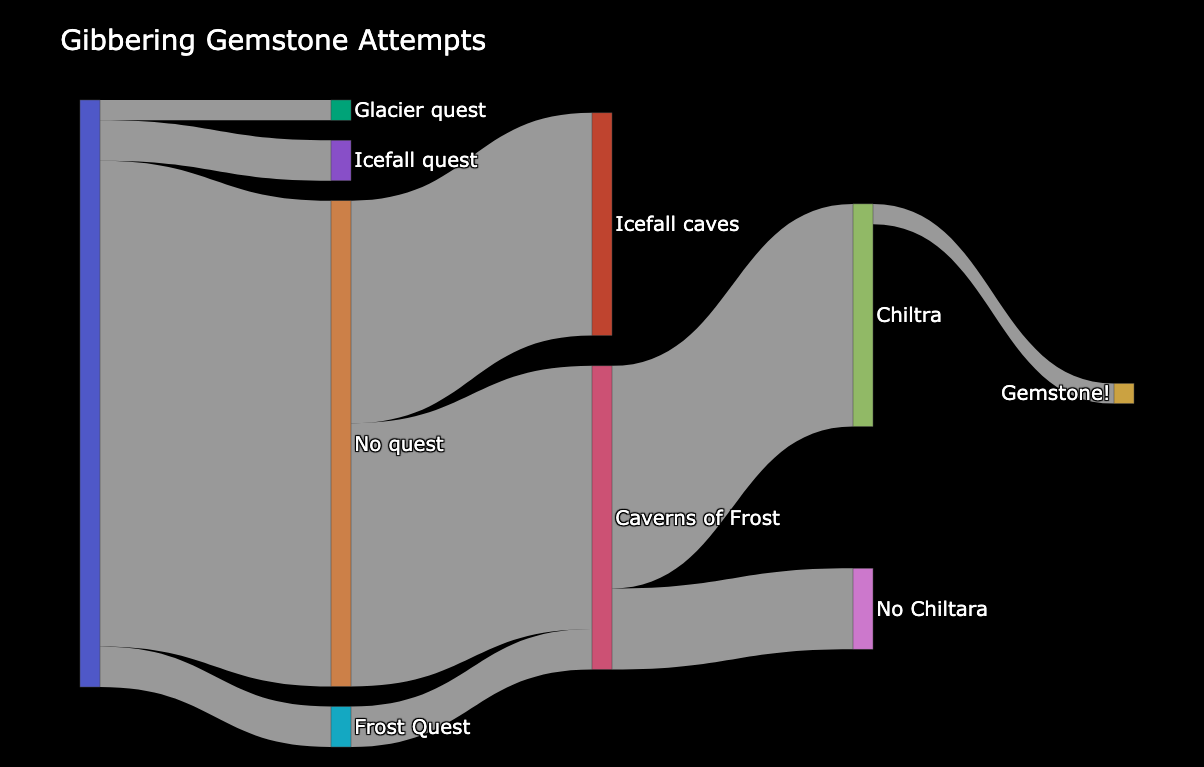 Gibbering Gemstone Attempts
Glacier quest
Icefall quest
Icefall caves
Chiltra
Gemstone!
No quest
Caverns of Frost
No Chiltara
Frost Quest